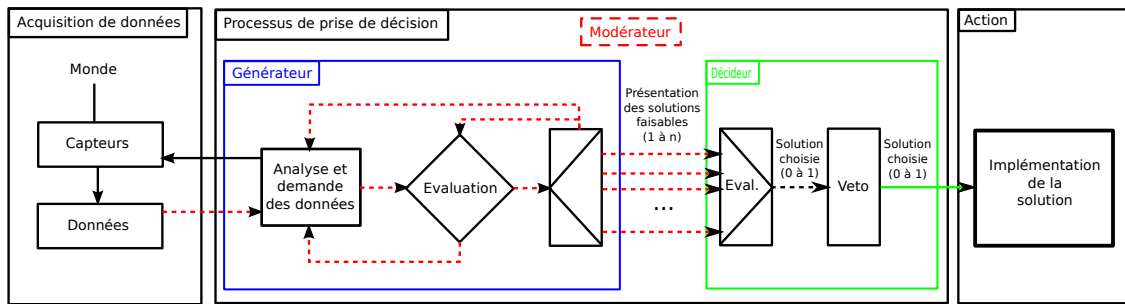 Acquisition de données
Monde
Capteurs
Données
Processus de prise de décision
Modérateur
Générateur
Analyse et
demande
des données
Evaluation
Présentation
des solutions
faisables
(1 à n)
...
Décideur
Eval.
Solution
choisie
(0 à 1)
Veto
Solution
choisie
(0 à 1)
Action
Implémentation
de la
solution